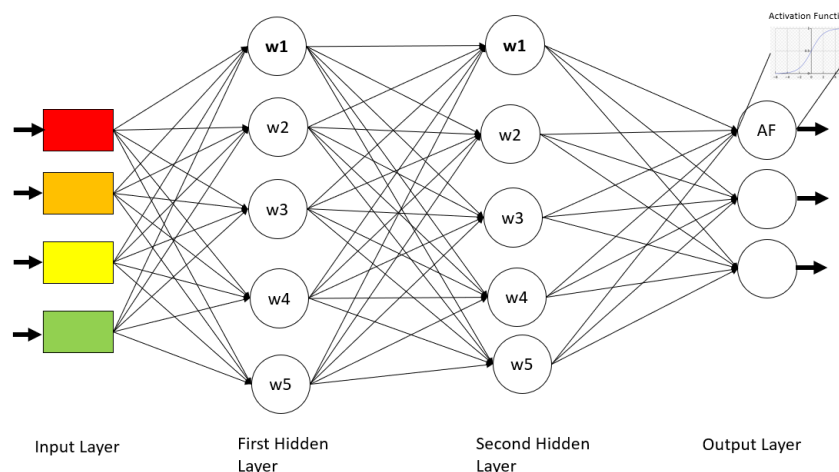 Activation Functi
w1
w1
w2
w2
AF
w3
w3
w4
w4
w5
w5
Input Layer
First Hidden
Layer
Second Hidden
Layer
Output Layer